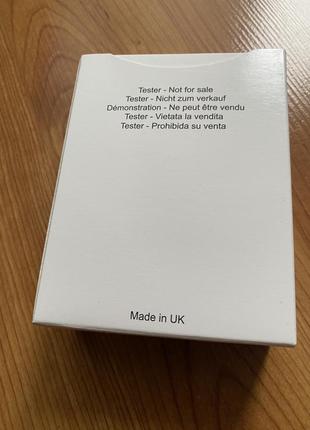 Tester - Not for sale
Tester - Nicht zum verkauf
Démonstration - Ne peut être vendu
Tester - Vietata la vendita
Tester - Prohibida su venta
Made in UK